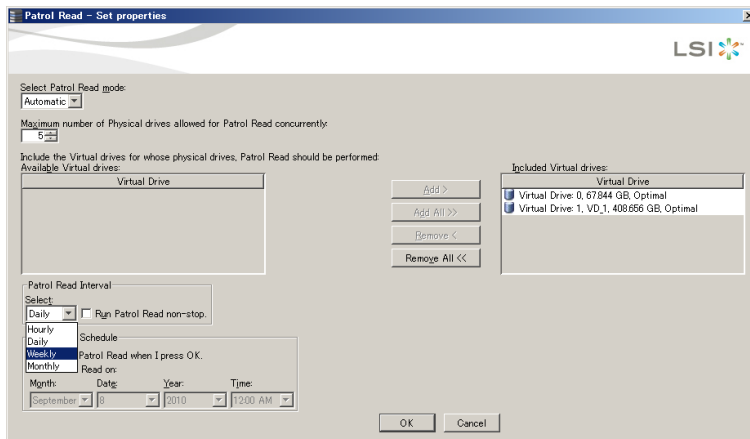 Patrol Read - Set properties
LSI
Select Patrol Read mode:
Automatic
Maximum number of Physical drives allowed for Patrol Read concurrently:
5
Include the Virtual drives for whose physical drives, Patrol Read should be performed:
Available Virtual drives:
Virtual Drive
Add >
Add All >>
Remove <
Remove All <<
Included Virtual drives:
Virtual Drive
Virtual Drive: 0, 67.844 GB, Optimal
Virtual Drive: 1, VD_1, 408.656 GB, Optimal
Patrol Read Interval
Select:
Daily
Run Patrol Read non-stop.
Hourly
Daily
Weekly
Monthly
Schedule
Patrol Read when I press OK.
Read on:
Month: Date: Year: Time:
September 8 2010 12:00 AM
OK Cancel